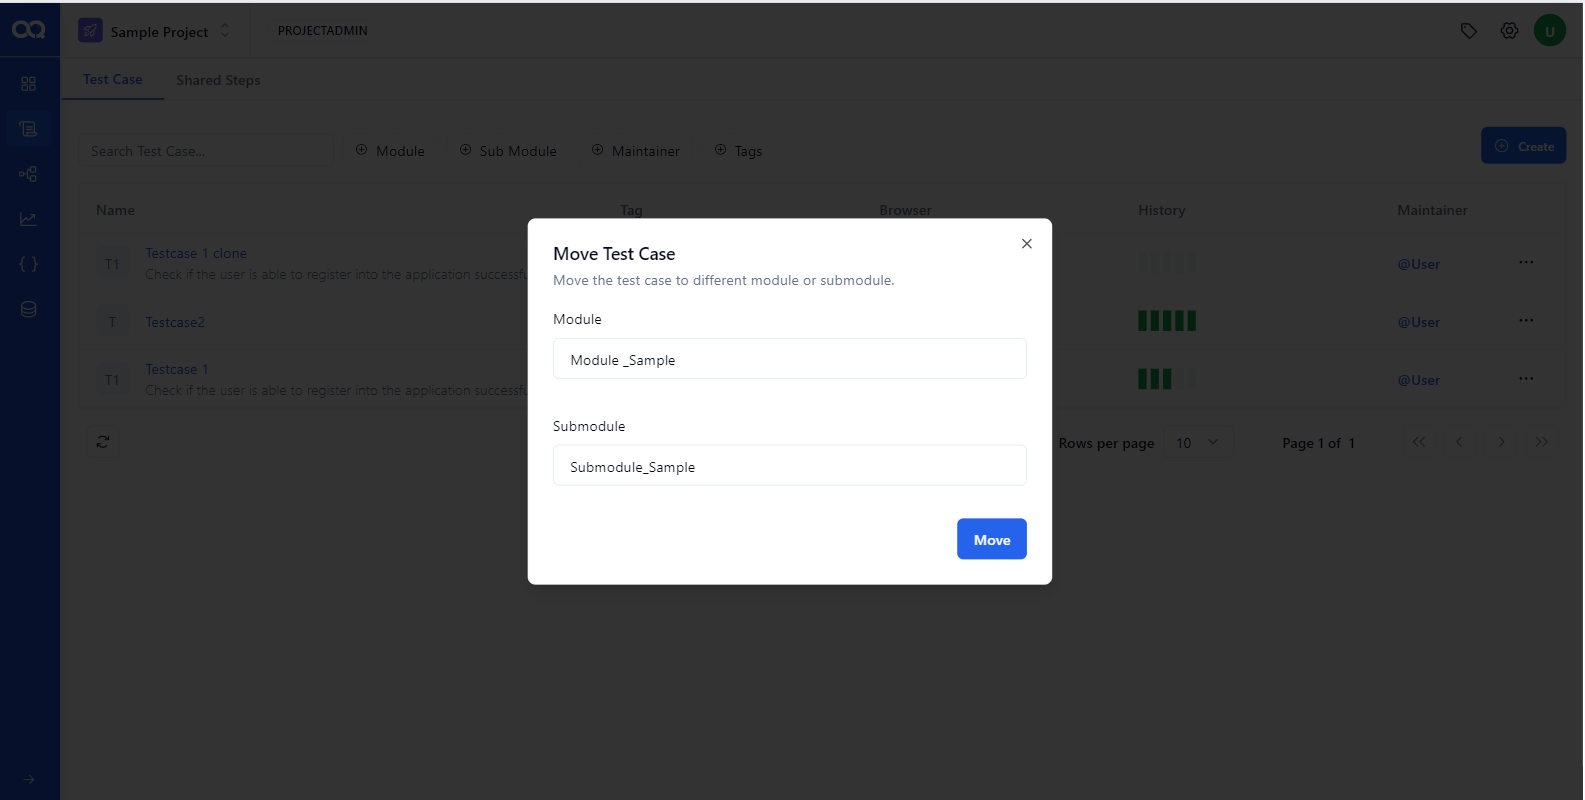 Sample Project
PROJECTADMIN
U
Test Case
Shared Steps
Search Test Case...
Module
Sub Module
Maintainer
Tags
Create
Name
Tag
Browser
History
Maintainer
T1
Testcase 1 clone
Check if the user is able to register into the application successfu
@User
T
Testcase2
@User
T1
Testcase 1
Check if the user is able to register into the application successfu
@User
Rows per page
10
Page 1 of 1
Move Test Case
Move the test case to different module or submodule.
Module
Module _Sample
Submodule
Submodule_Sample
Move